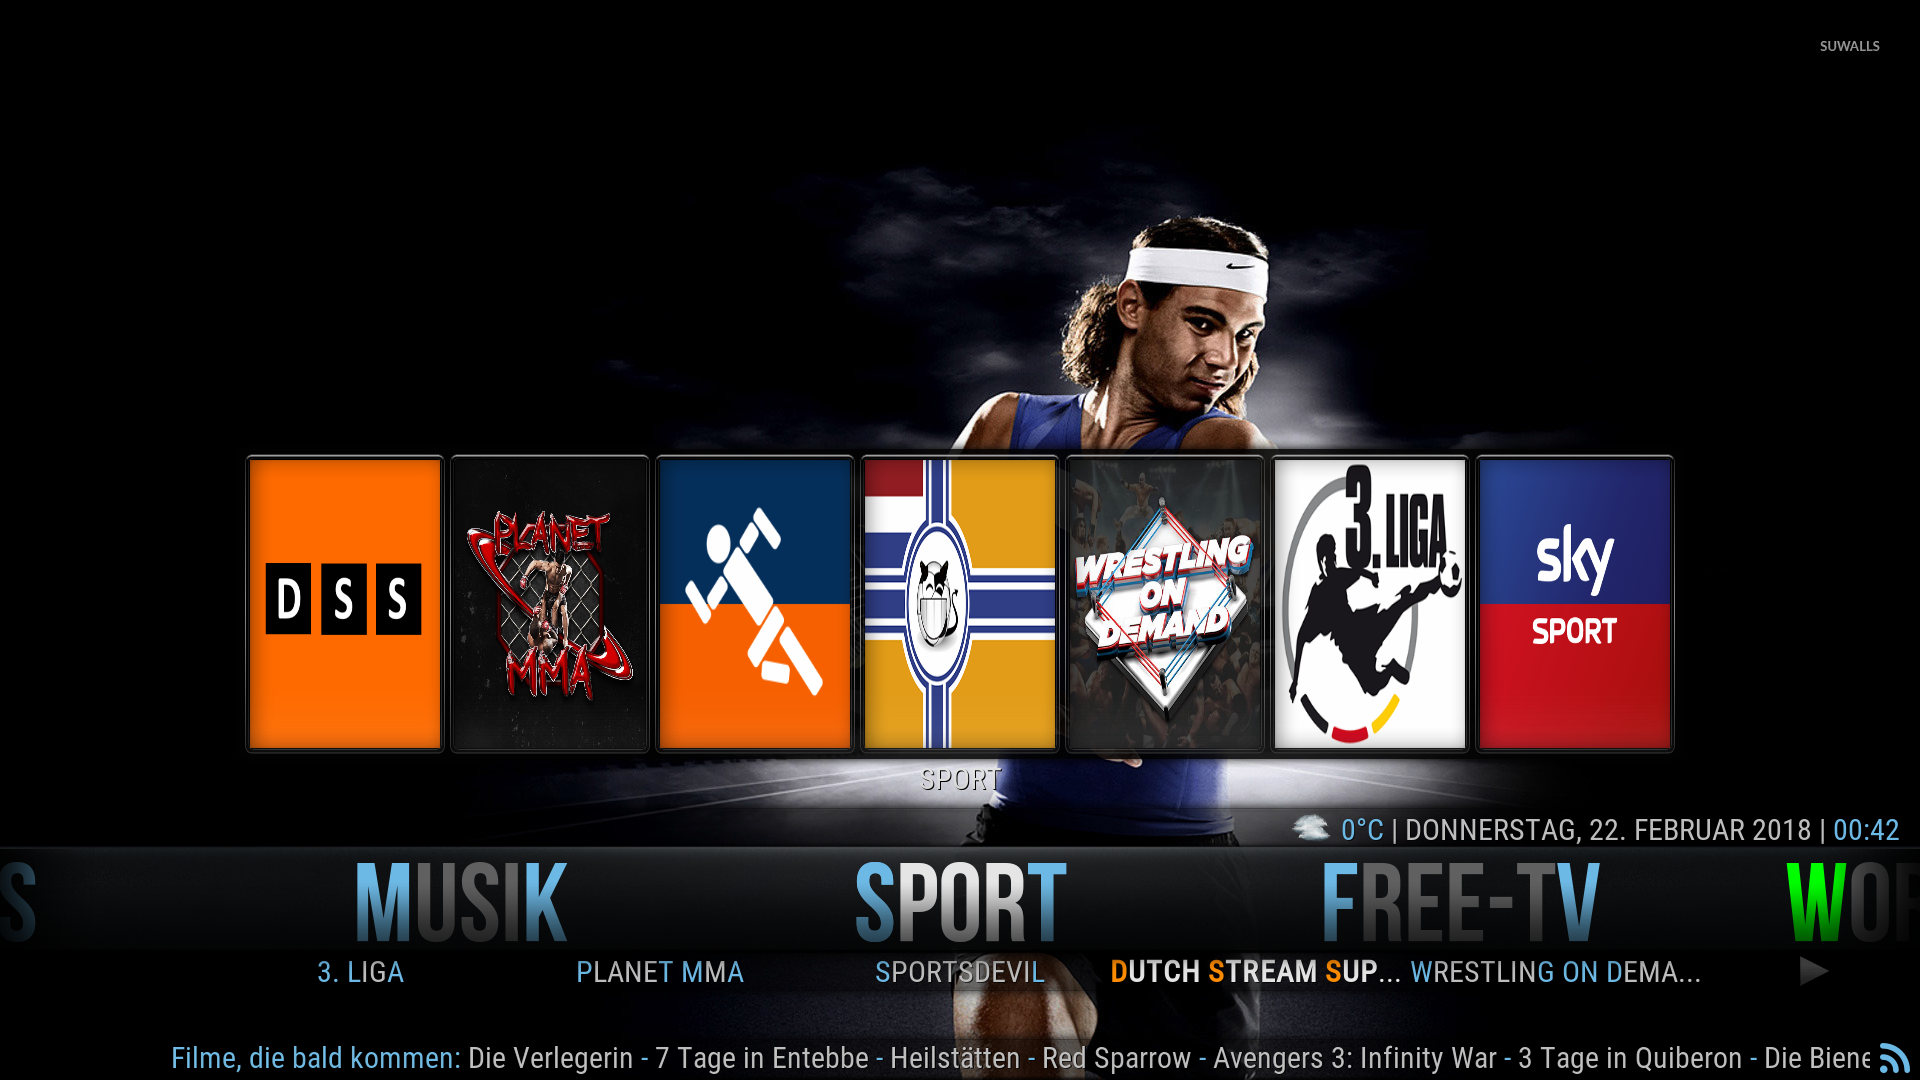 SUWALLS
DSS
PLANET
MMA
WRESTLING
ON
DEMAND
3. LIGA
sky
SPORT
SPORT
0°C | DONNERSTAG, 22. FEBRUAR 2018 | 00:42
S MUSIK SPORT FREE-TV WOR
3. LIGA PLANET MMA SPORTSDEVIL DUTCH STREAM SUP... WRESTLING ON DEMA...
Filme, die bald kommen: Die Verlegerin - 7 Tage in Entebbe - Heilstätten - Red Sparrow - Avengers 3: Infinity War - 3 Tage in Quiberon - Die Biene